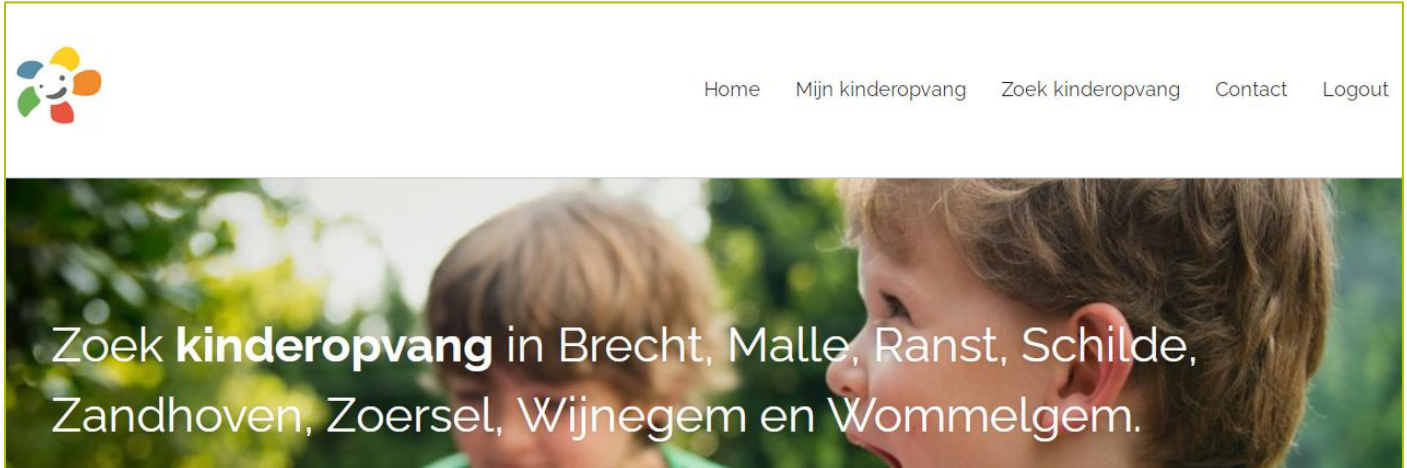 Home Mijn kinderopvang Zoek kinderopvang Contact Logout
Zoek kinderopvang in Brecht, Malle, Ranst, Schilde,
Zandhoven, Zoersel, Wijnegem en Wommelgem.